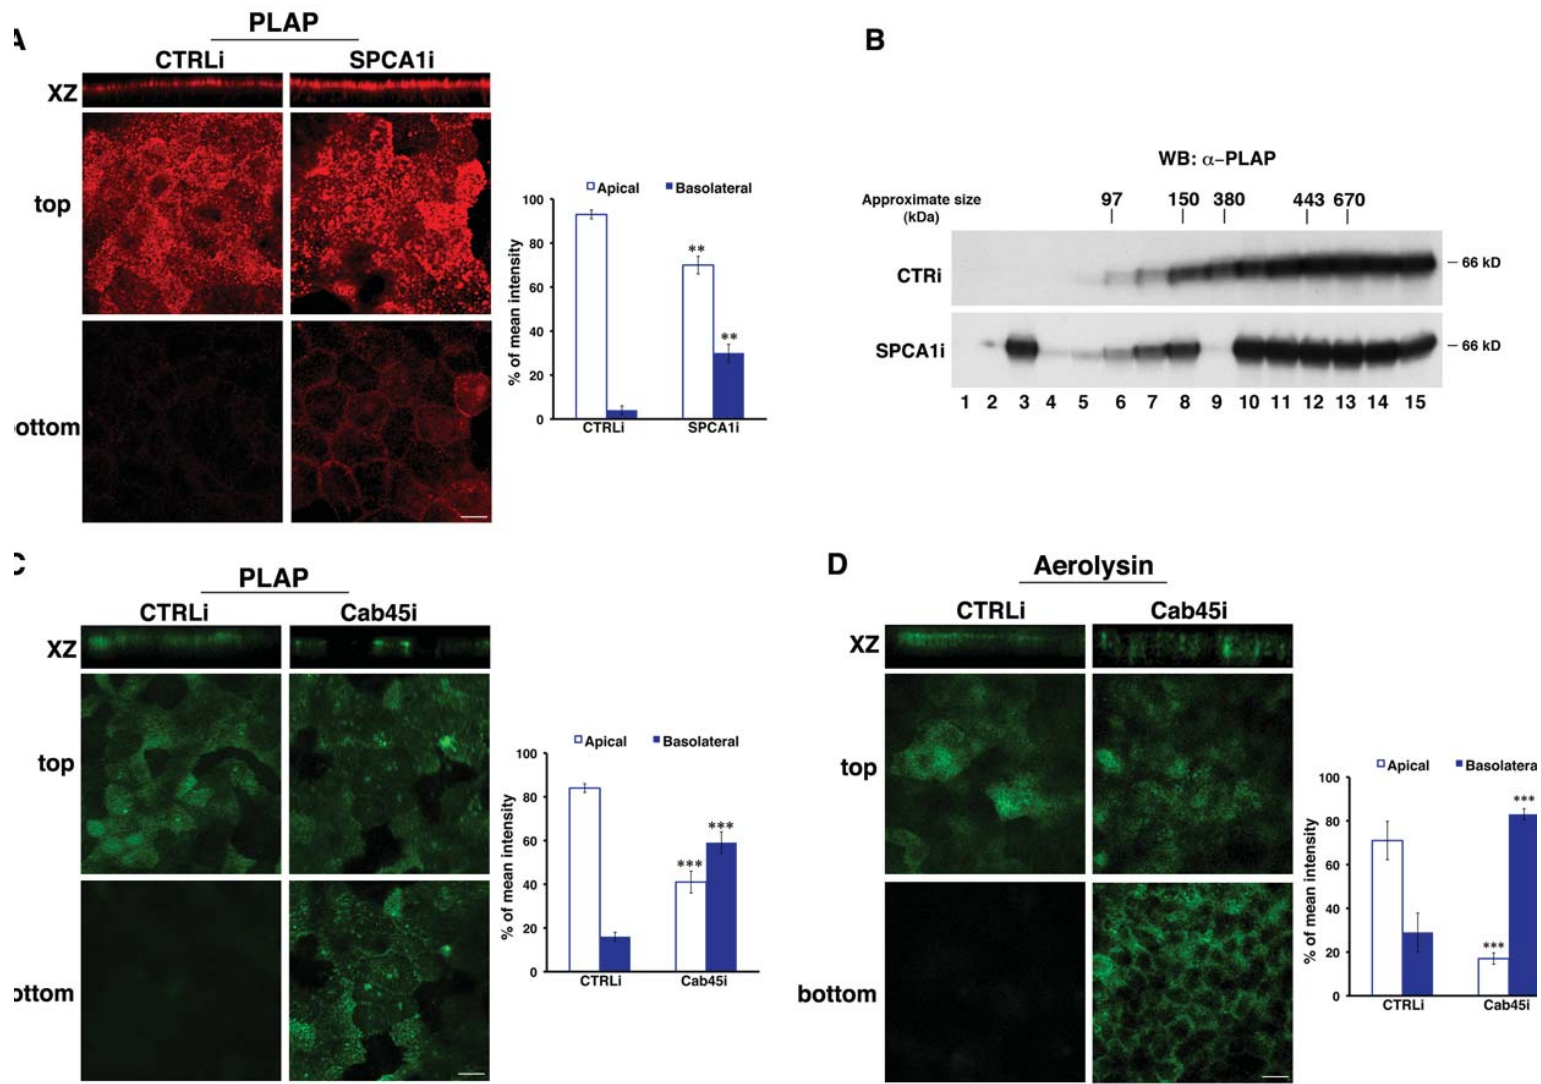 A
PLAP
CTRLi SPCA1i
XZ
top
ottom
Apical Basolateral
% of mean intensity
100
80
60
40
20
0
** **
CTRLi SPCA1i
B
WB: α-PLAP
Approximate size
(kDa)
97 150 380 443 670
CTRi
66 kD
SPCA1i
66 kD
1 2 3 4 5 6 7 8 9 10 11 12 13 14 15
C
PLAP
CTRLi Cab45i
XZ
top
ottom
Apical Basolateral
% of mean intensity
100
80
60
40
20
0
*** ***
CTRLi Cab45i
D
Aerolysin
CTRLi Cab45i
XZ
top
bottom
Apical Basolatera
% of mean intensity
100
80
60
40
20
0
*** ***
CTRLi Cab45i